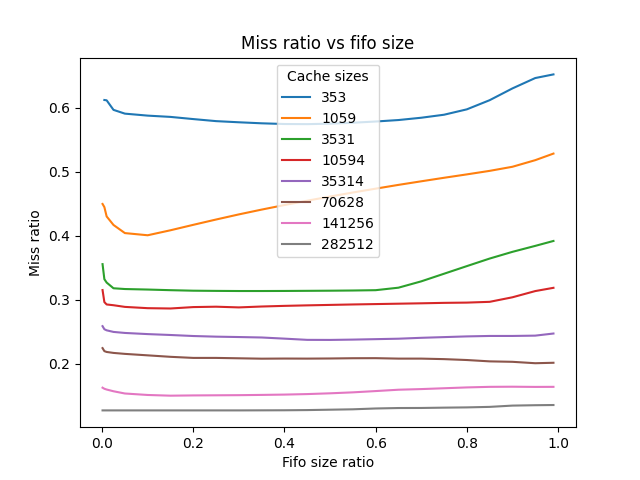 Miss ratio vs fifo size
Cache sizes
353
1059
3531
10594
35314
70628
141256
282512
Miss ratio
0.6
0.5
0.4
0.3
0.2
0.0 0.2 0.4 0.6 0.8 1.0
Fifo size ratio